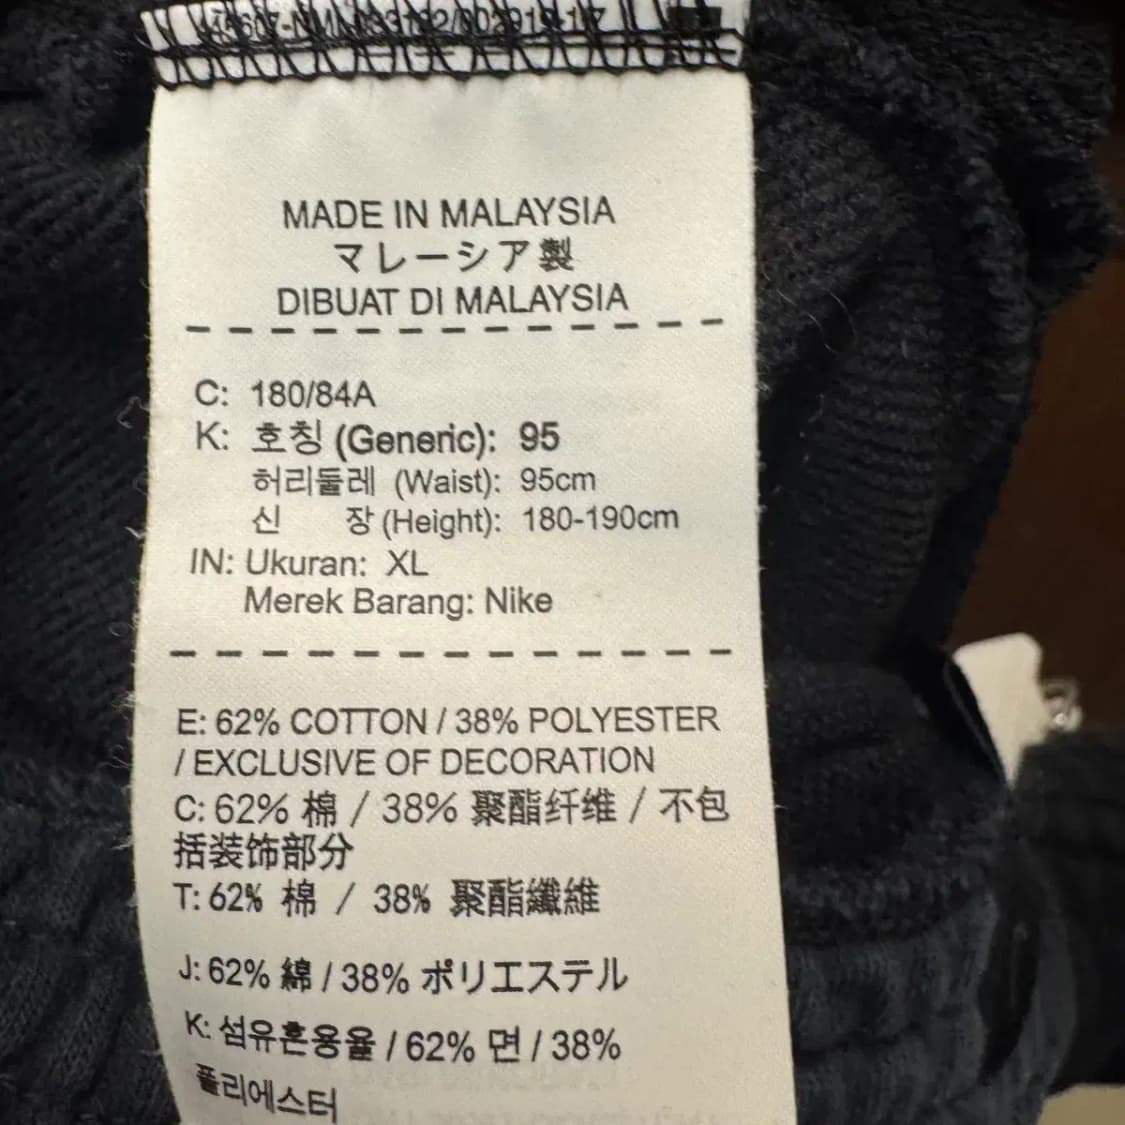 MADE IN MALAYSIA
マレーシア製
DIBUAT DI MALAYSIA
C: 180/84A
K: 호칭 (Generic): 95
허리둘레 (Waist): 95cm
신 장 (Height): 180-190cm
IN: Ukuran: XL
Merek Barang: Nike
E: 62% COTTON / 38% POLYESTER
/ EXCLUSIVE OF DECORATION
C: 62% 棉 / 38% 聚酯纤维 / 不包
括装饰部分
T: 62% 棉 / 38% 聚酯纖維
J: 62% 綿 / 38% ポリエステル
K: 섬유혼용율 / 62% 면 / 38%
폴리에스터